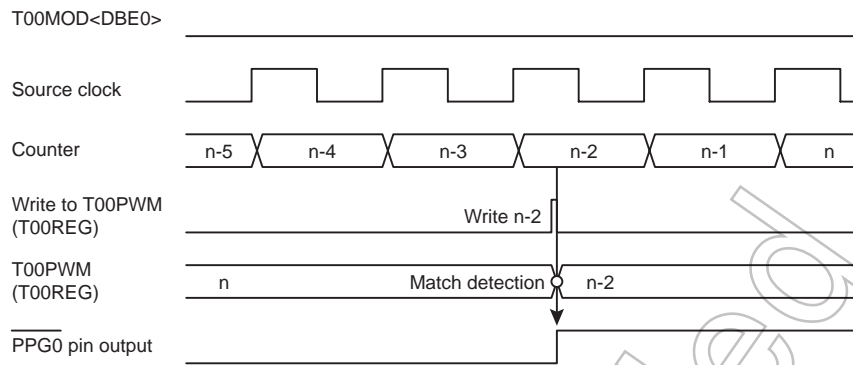 T00MOD<DBE0>
Source clock
Counter n-5 n-4 n-3 n-2 n-1 n
Write to T00PWM
(T00REG) Write n-2
T00PWM
(T00REG) n Match detection n-2
PPG0 pin output